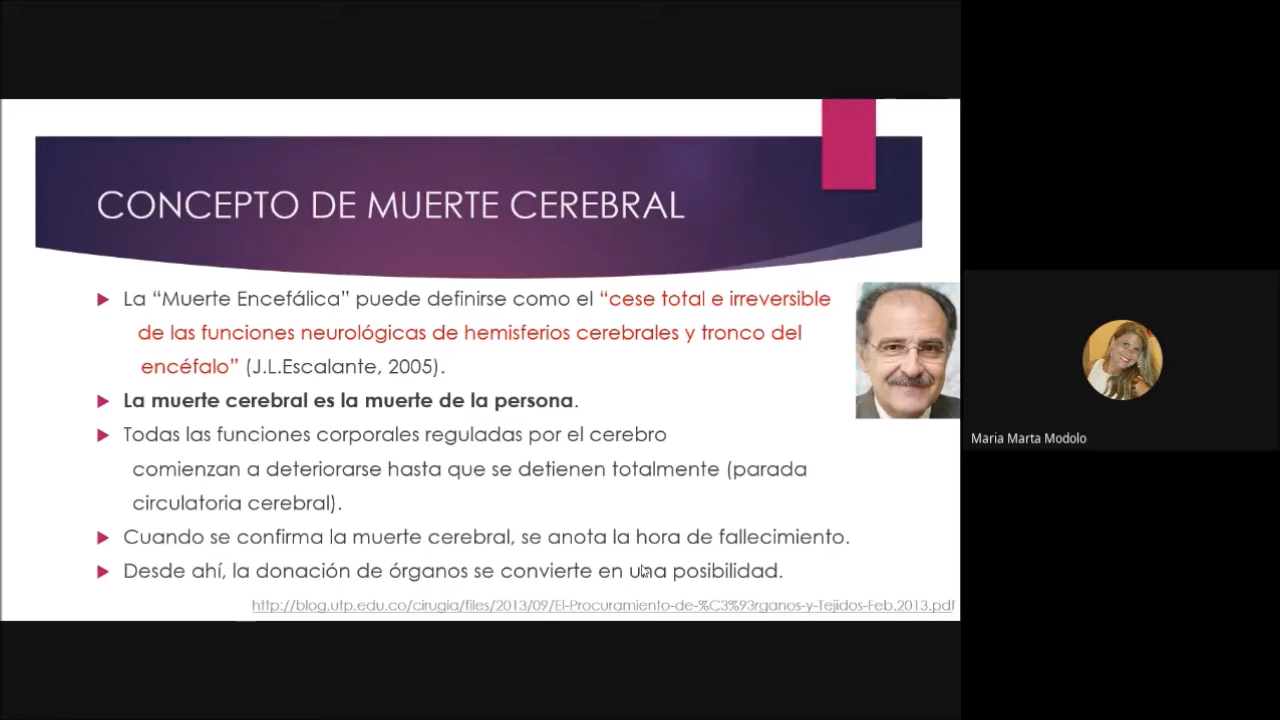 CONCEPTO DE MUERTE CEREBRAL
La “Muerte Encefálica” puede definirse como el “cese total e irreversible
de las funciones neurológicas de hemisferios cerebrales y tronco del
encéfalo” (J.L.Escalante, 2005).
La muerte cerebral es la muerte de la persona.
Todas las funciones corporales reguladas por el cerebro
comienzan a deteriorarse hasta que se detienen totalmente (parada
circulatoria cerebral).
Cuando se confirma la muerte cerebral, se anota la hora de fallecimiento.
Desde ahí, la donación de órganos se convierte en una posibilidad.
http://blog.utp.edu.co/cirugia/files/2013/09/El-Procuramiento-de-%C3%93rganos-y-Tejidos-Feb.2013.pdf
Maria Marta Modolo